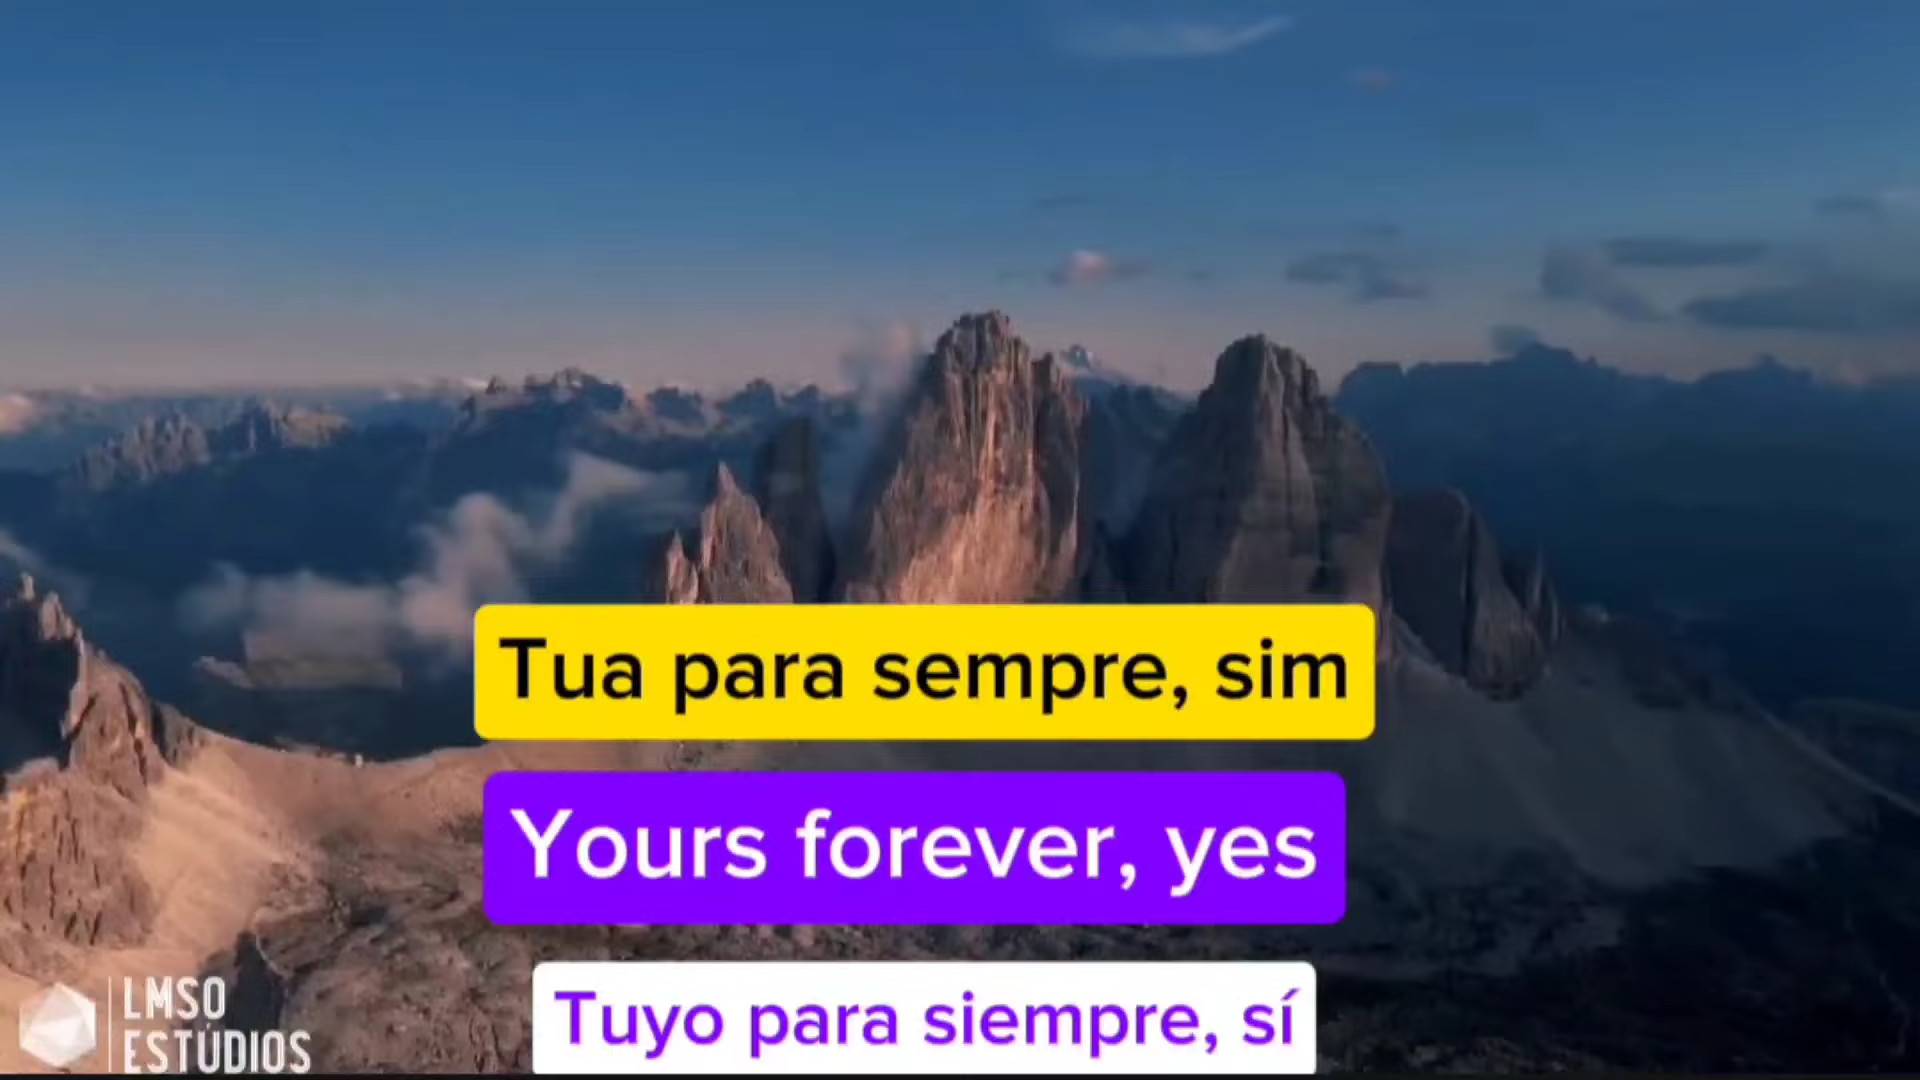 Tua para sempre, sim
Yours forever, yes
Tuyo para siempre, sí
LMSO
ESTÚDIOS